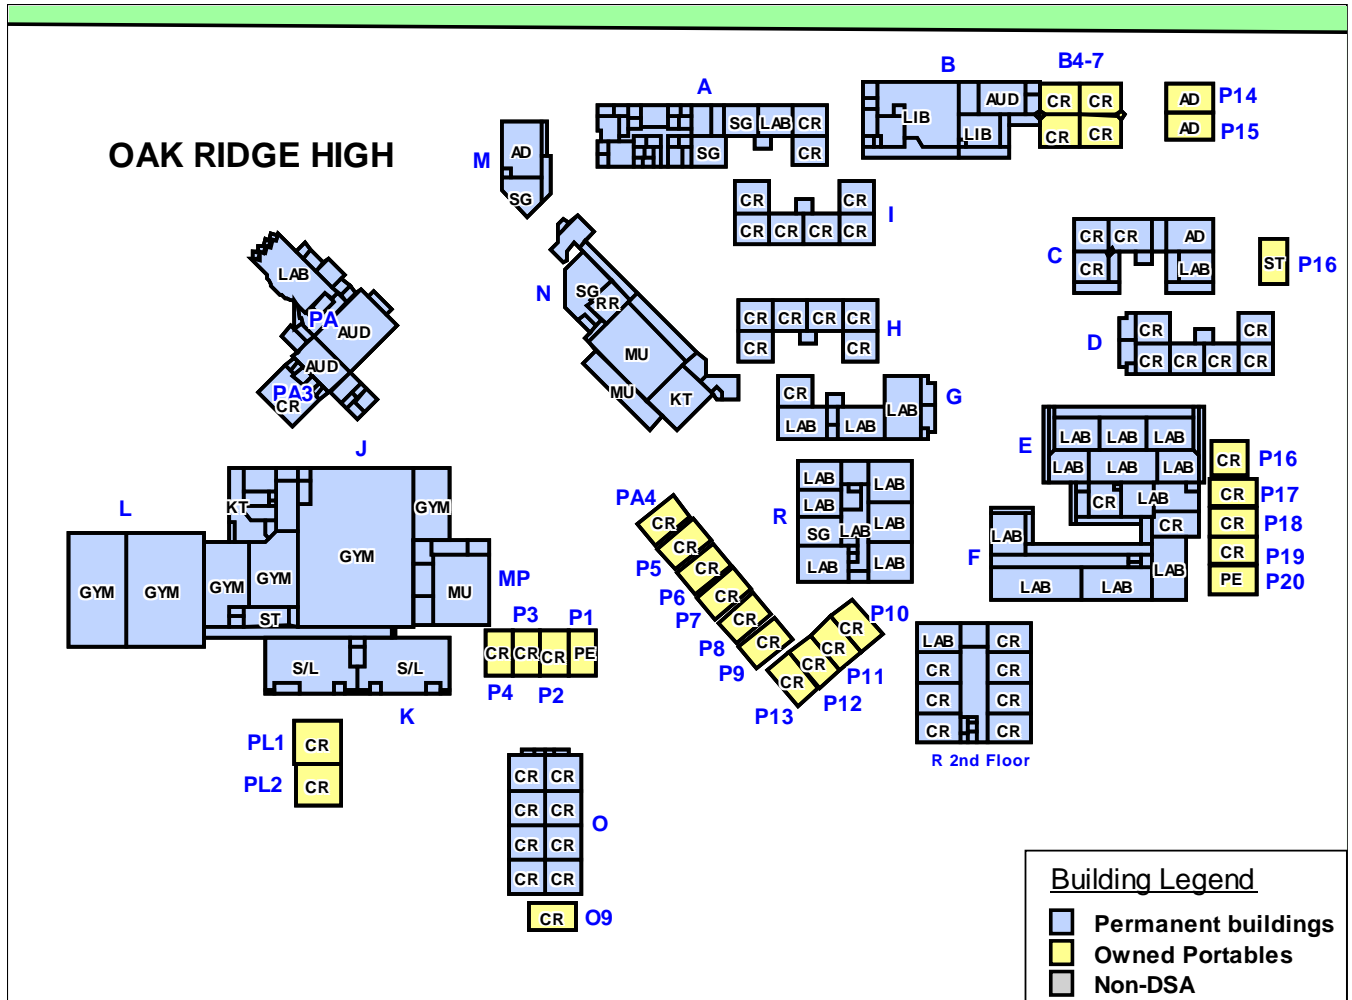 OAK RIDGE HIGH
A
SG LAB CR
SG CR
B
B4-7
LIB AUD CR CR
LIB CR CR
AD P14
AD P15
M
AD
SG
CR CR
CR CR CR CR
I
C
CR CR AD
CR LAB
ST P16
LAB
PA
AUD
AUD
PA3
CR
N
SG
RR
MU
MU
KT
CR CR CR CR
CR CR
H
D
CR CR
CR CR CR CR
CR
LAB LAB LAB
G
E
LAB LAB LAB
LAB LAB LAB
CR LAB
CR
F
LAB
LAB LAB LAB
CR P16
CR P17
CR P18
CR P19
PE P20
J
KT GYM
GYM
L
GYM GYM GYM GYM
ST
MP
MU
S/L S/L
K
P3 P1
CR CR CR PE
P4 P2
PA4
CR
P5
CR
P6
CR
P7
CR
P8
CR
P9
CR
R
LAB LAB
LAB LAB
SG LAB
LAB LAB
P10
CR
P11
CR
P12
CR
P13
CR
LAB CR
CR CR
CR CR
CR CR
R 2nd Floor
PL1 CR
PL2 CR
CR CR
CR CR
CR CR
CR CR
O
CR O9
Building Legend
Permanent buildings
Owned Portables
Non-DSA